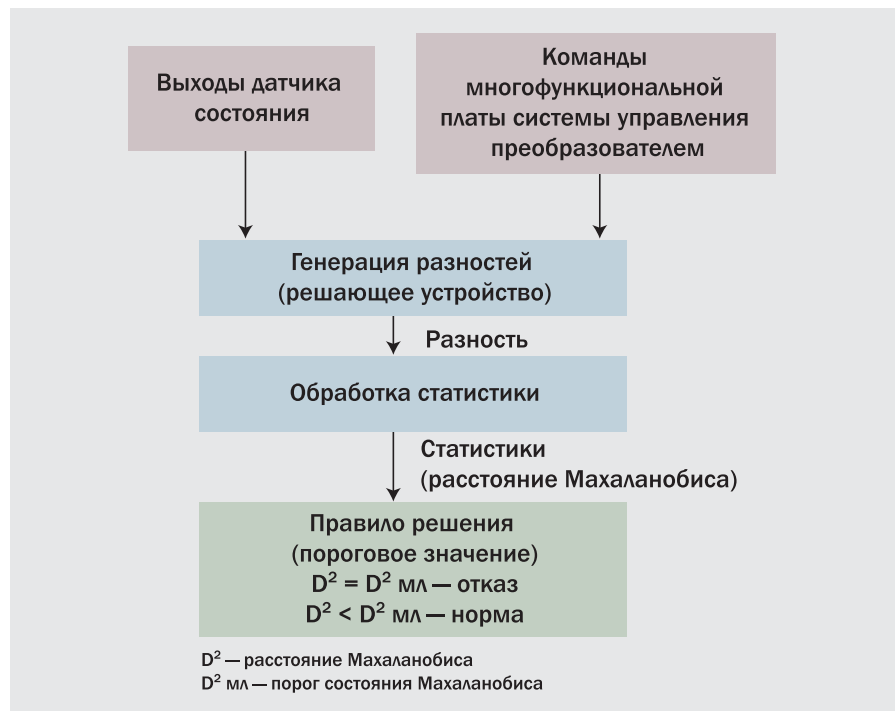 Выходы датчика
состояния
Команды
многофункциональной
платы системы управления
преобразователем
Генерация разностей
(решающее устройство)
Разность
Обработка статистики
Статистики
(расстояние Махаланобиса)
Правило решения
(пороговое значение)
D² = D² мл — отказ
D² < D² мл — норма
D² — расстояние Махаланобиса
D² мл — порог состояния Махаланобиса